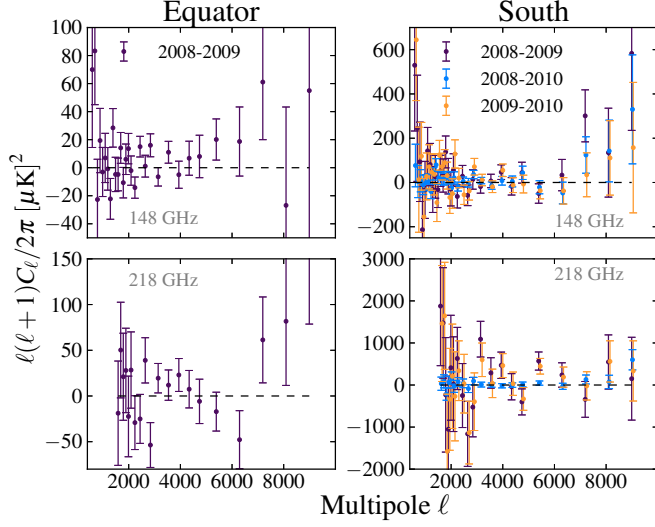 Equator
South
100
80
60
40
20
0
−20
−40
2008-2009
148 GHz
600
400
200
0
−200
2008-2009
2008-2010
2009-2010
148 GHz
ℓ(ℓ+1)Cℓ/2π [μK]²
150
100
50
0
−50
218 GHz
2000 4000 6000 8000
3000
2000
1000
0
−1000
−2000
218 GHz
2000 4000 6000 8000
Multipole ℓ